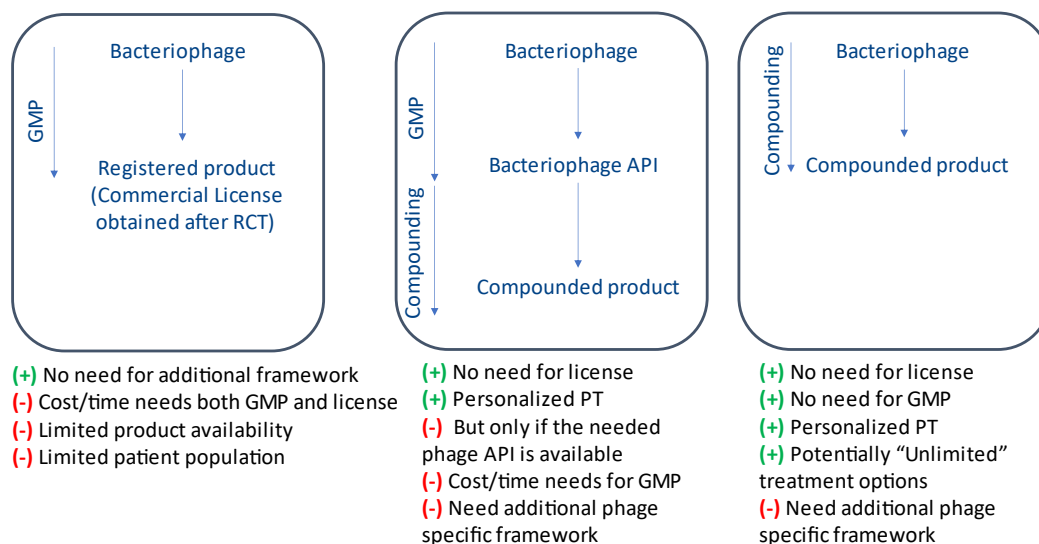 GMP
Bacteriophage
Registered product
(Commercial License
obtained after RCT)
(+) No need for additional framework
(-) Cost/time needs both GMP and license
(-) Limited product availability
(-) Limited patient population
GMP
Compounding
Bacteriophage
Bacteriophage API
Compounded product
(+) No need for license
(+) Personalized PT
(-) But only if the needed
phage API is available
(-) Cost/time needs for GMP
(-) Need additional phage
specific framework
Compounding
Bacteriophage
Compounded product
(+) No need for license
(+) No need for GMP
(+) Personalized PT
(+) Potentially “Unlimited”
treatment options
(-) Need additional phage
specific framework